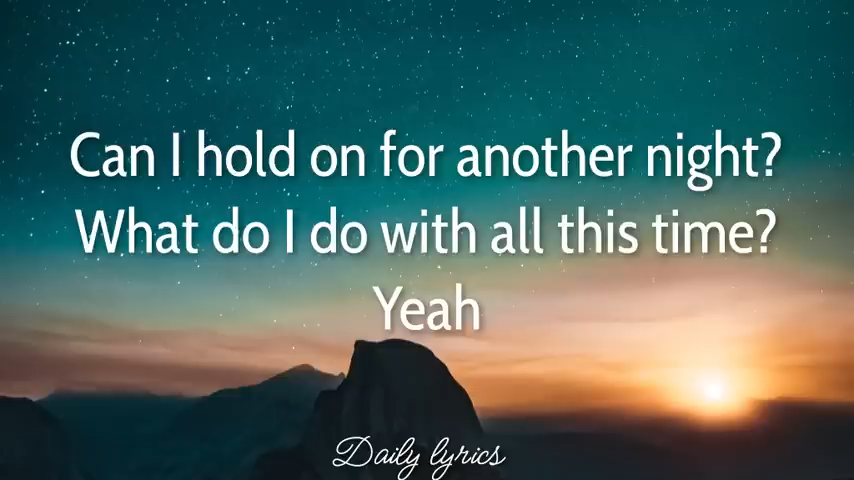 Can I hold on for another night?
What do I do with all this time?
Yeah
Daily lyrics